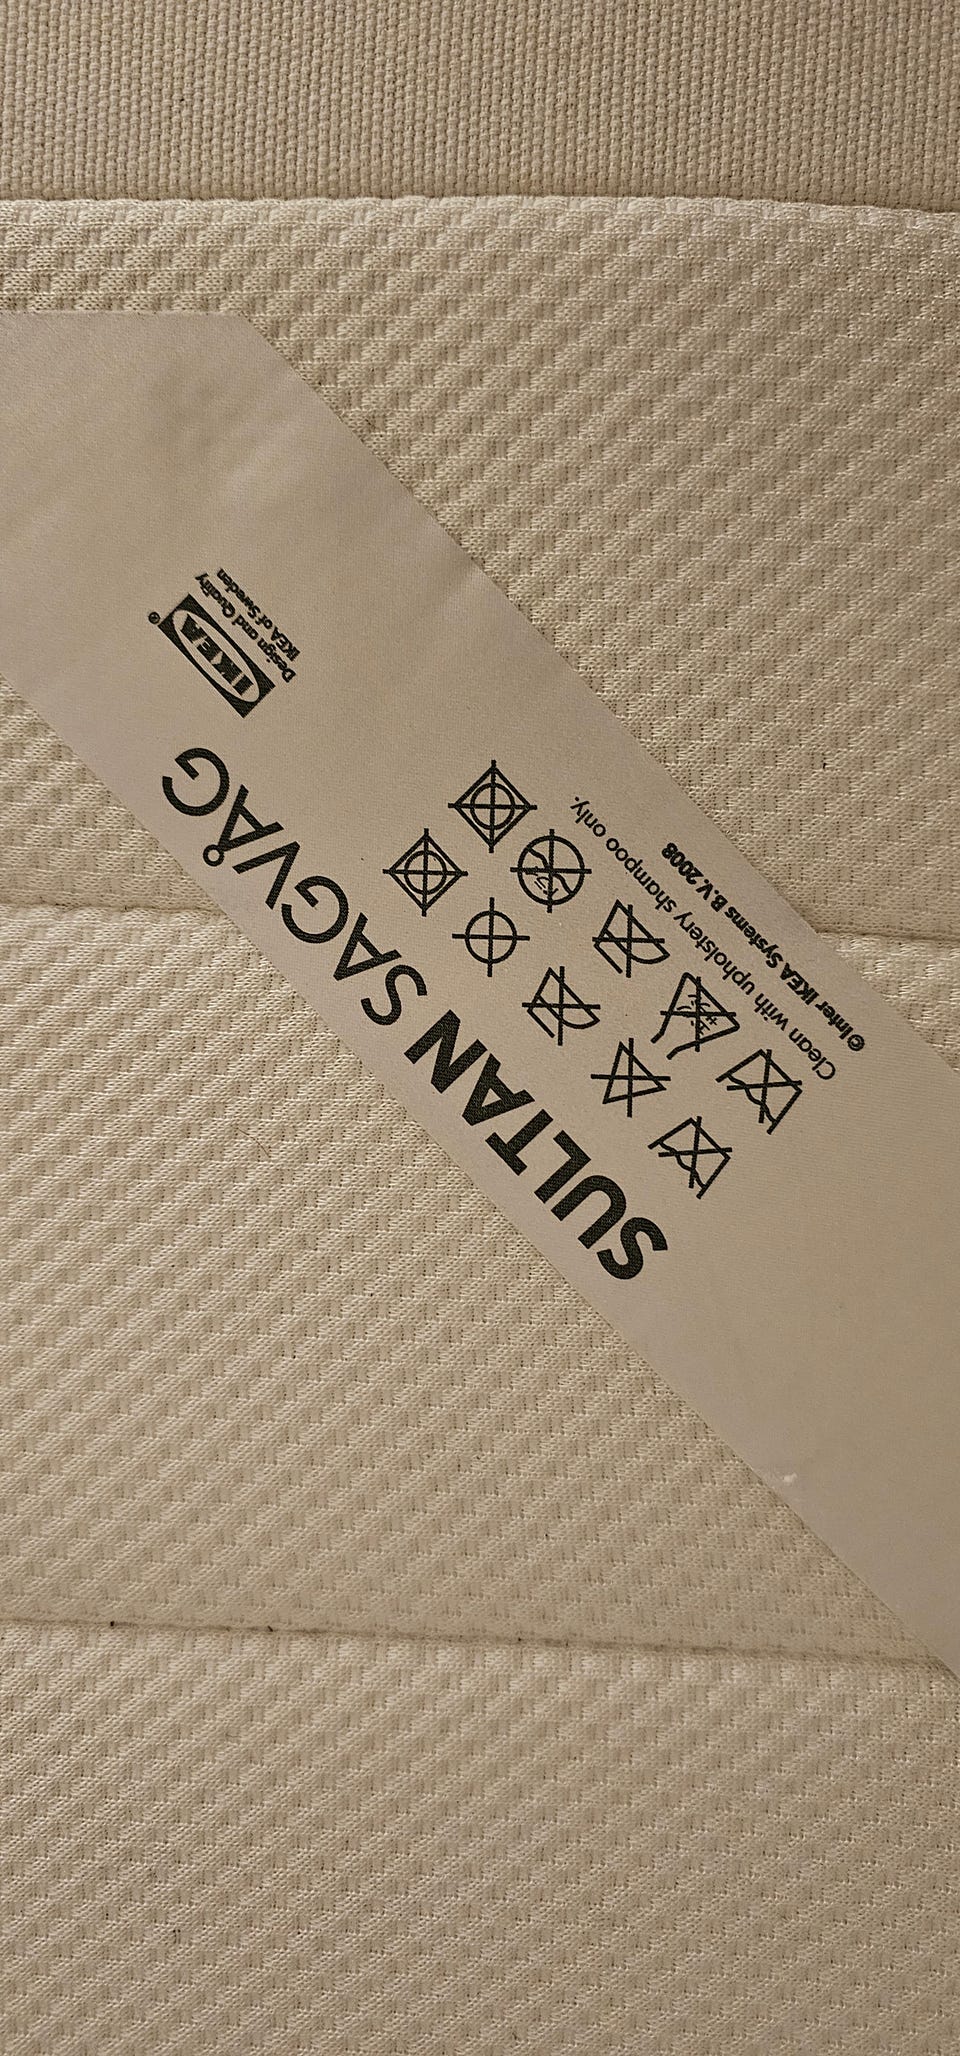 SULTAN SAGVÅG
IKEA®
Design and Quality
IKEA of Sweden
Clean with upholstery shampoo only.
©Inter IKEA Systems B.V. 2008